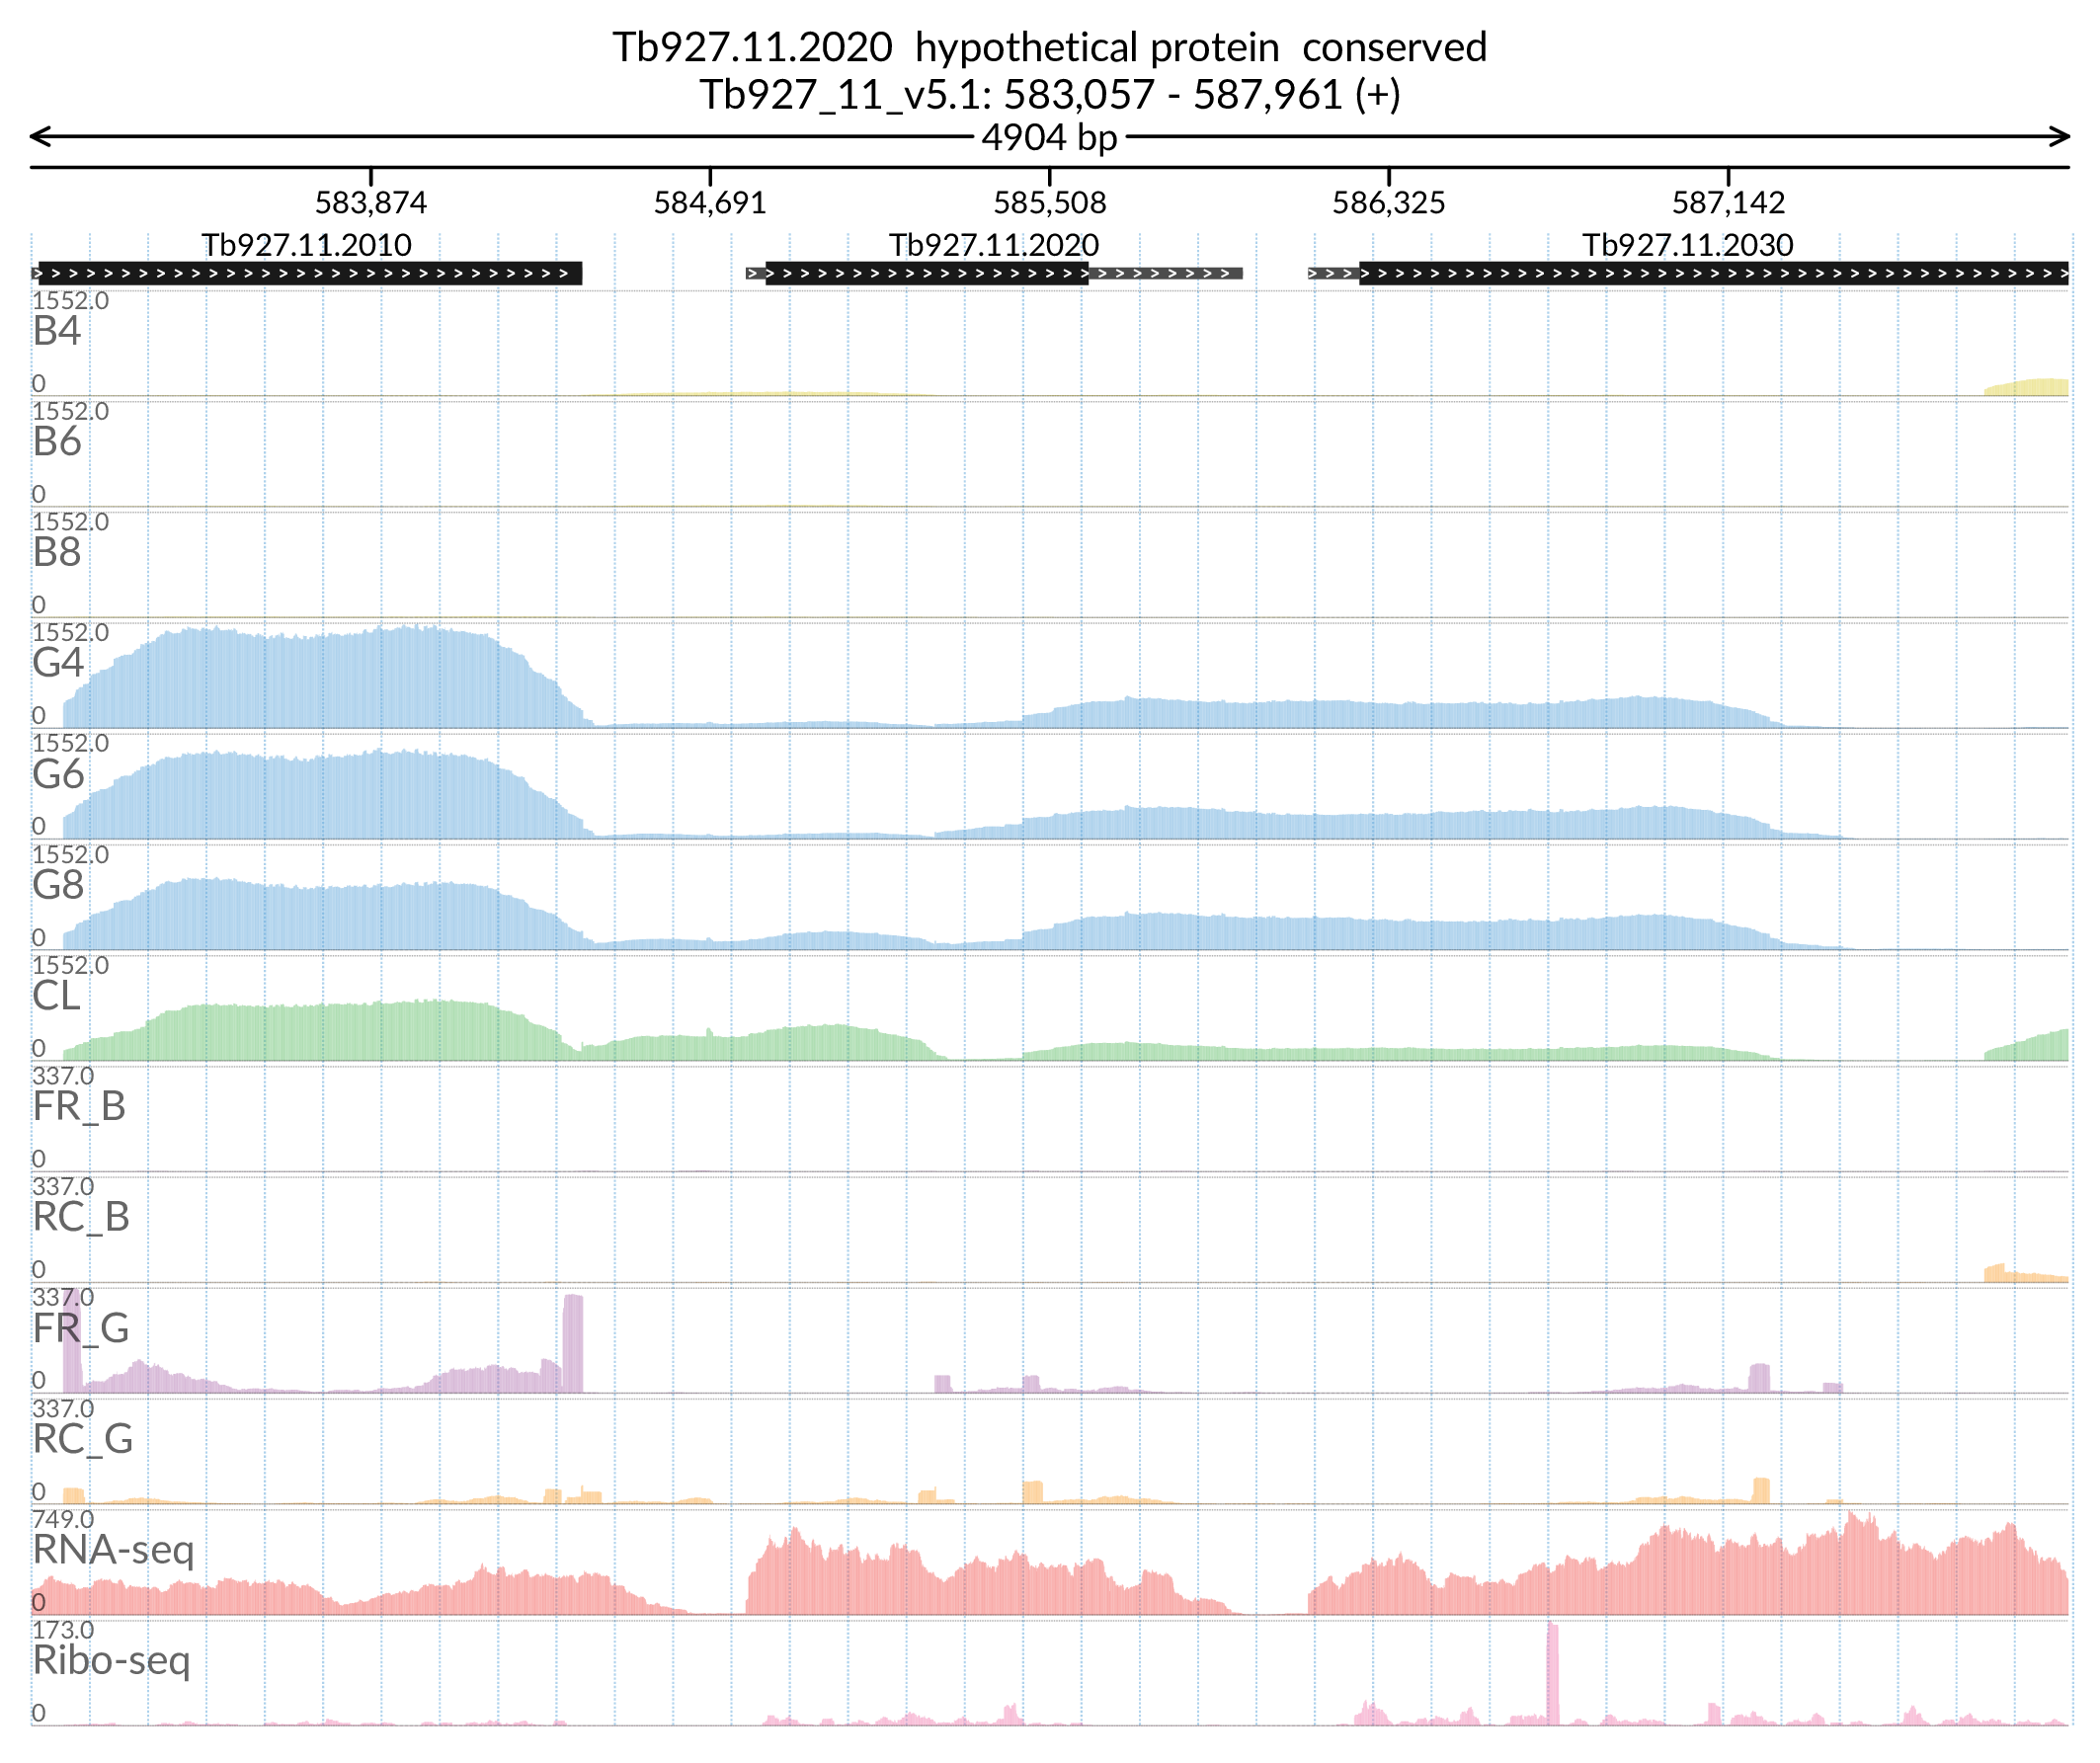 Tb927.11.2020 hypothetical protein conserved
Tb927_11_v5.1: 583,057 - 587,961 (+)
4904 bp
583,874 584,691 585,508 586,325 587,142
Tb927.11.2010 Tb927.11.2020 Tb927.11.2030
1552.0
B4
0
1552.0
B6
0
1552.0
B8
0
1552.0
G4
0
1552.0
G6
0
1552.0
G8
0
1552.0
CL
0
337.0
FR_B
0
337.0
RC_B
0
337.0
FR_G
0
337.0
RC_G
0
749.0
RNA-seq
0
173.0
Ribo-seq
0